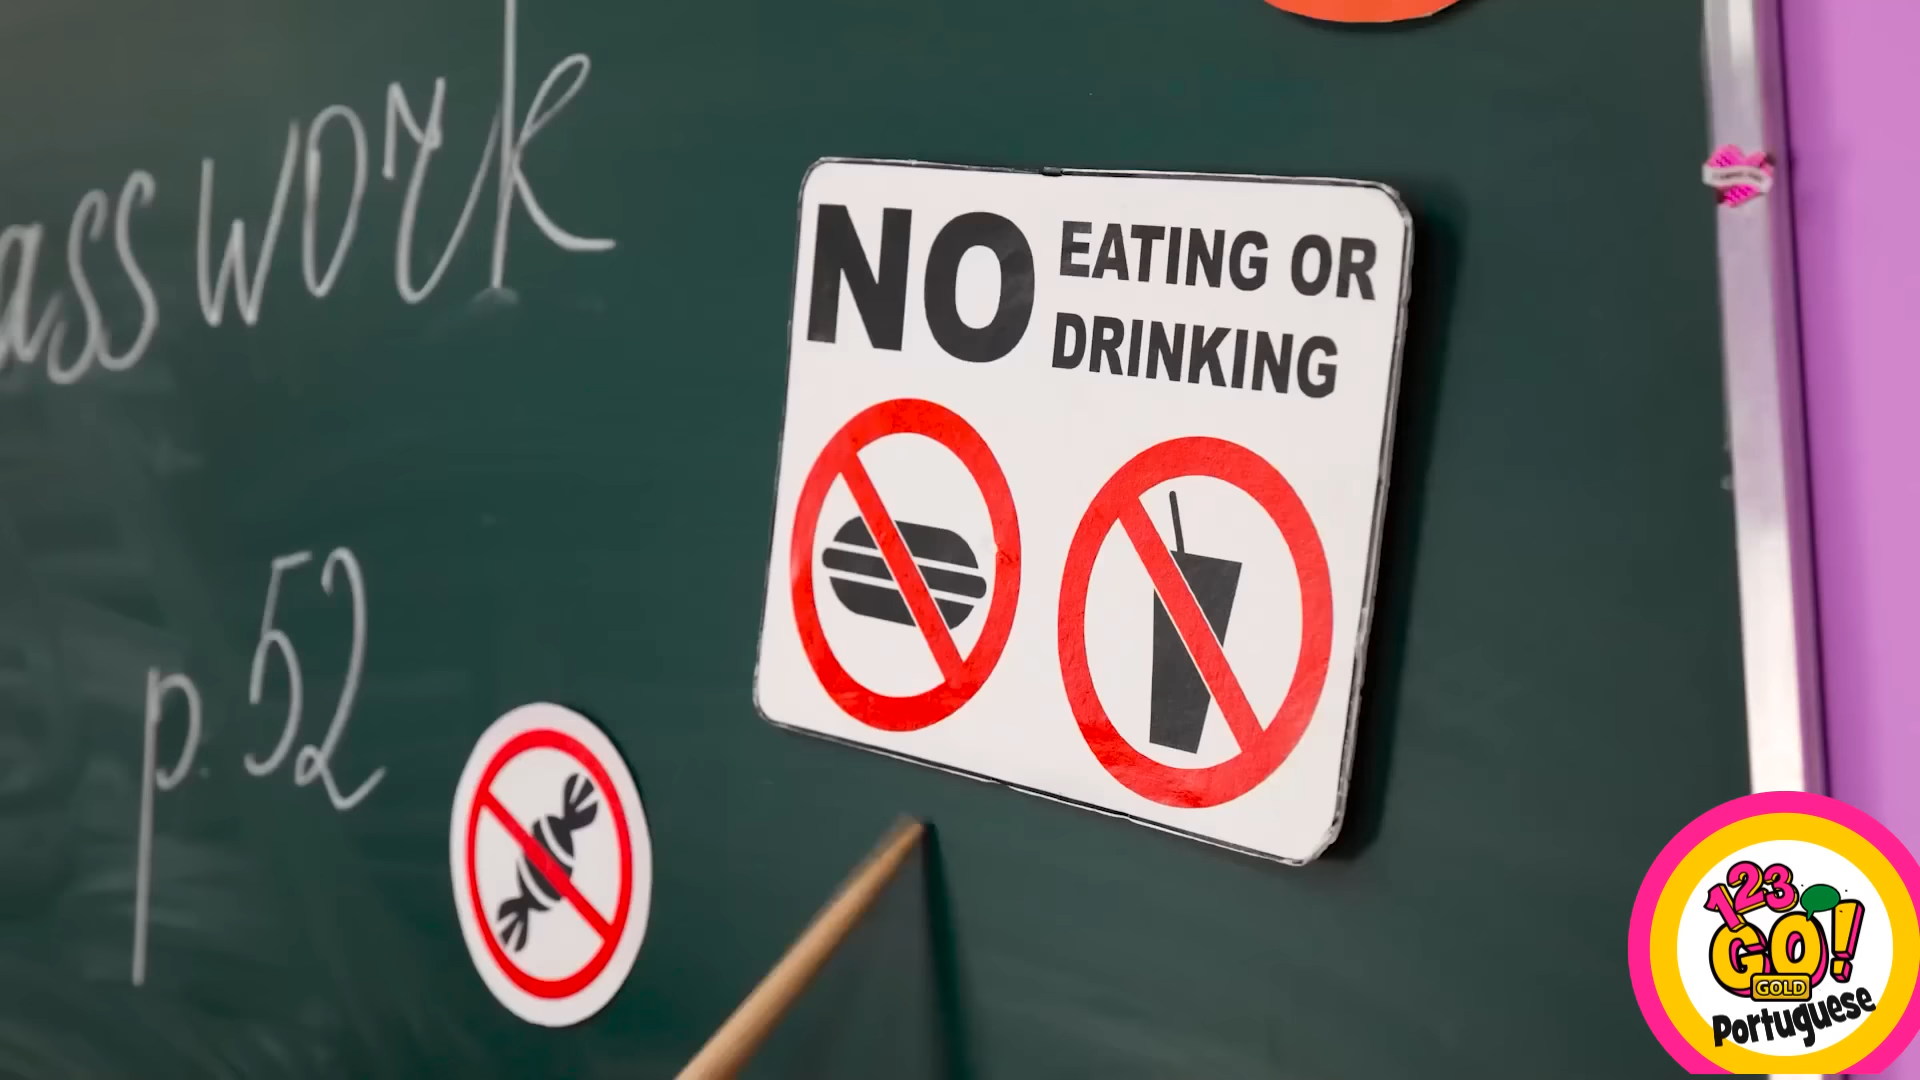 asswork
p. 52
NO EATING OR
DRINKING
123
GO!
GOLD
Portuguese